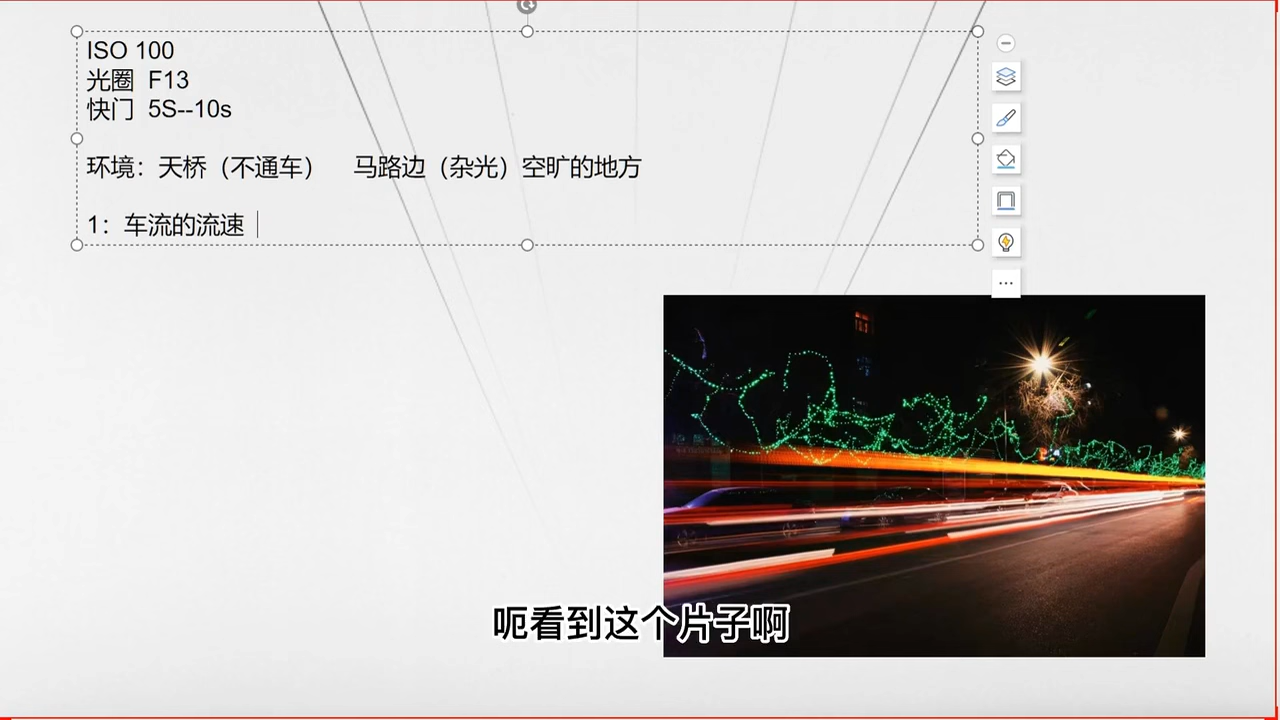 ISO 100
光圈  F13
快门  5S--10s
环境：天桥（不通车）    马路边（杂光）空旷的地方
1：车流的流速
呃看到这个片子啊